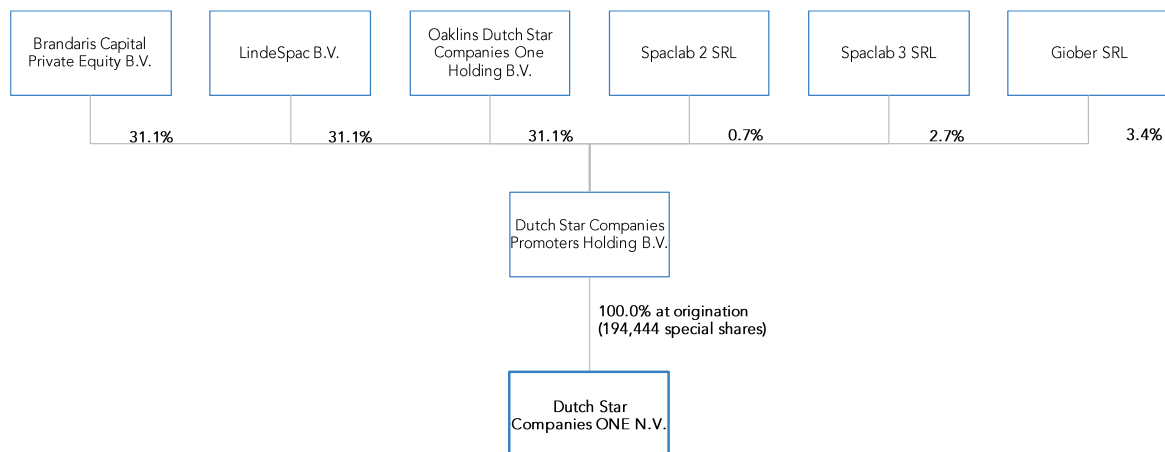 Brandaris Capital
Private Equity B.V.
LindeSpac B.V.
Oaklins Dutch Star
Companies One
Holding B.V.
Spaclab 2 SRL
Spaclab 3 SRL
Giober SRL
31.1%
31.1%
31.1%
0.7%
2.7%
3.4%
Dutch Star Companies
Promoters Holding B.V.
100.0% at origination
(194,444 special shares)
Dutch Star
Companies ONE N.V.